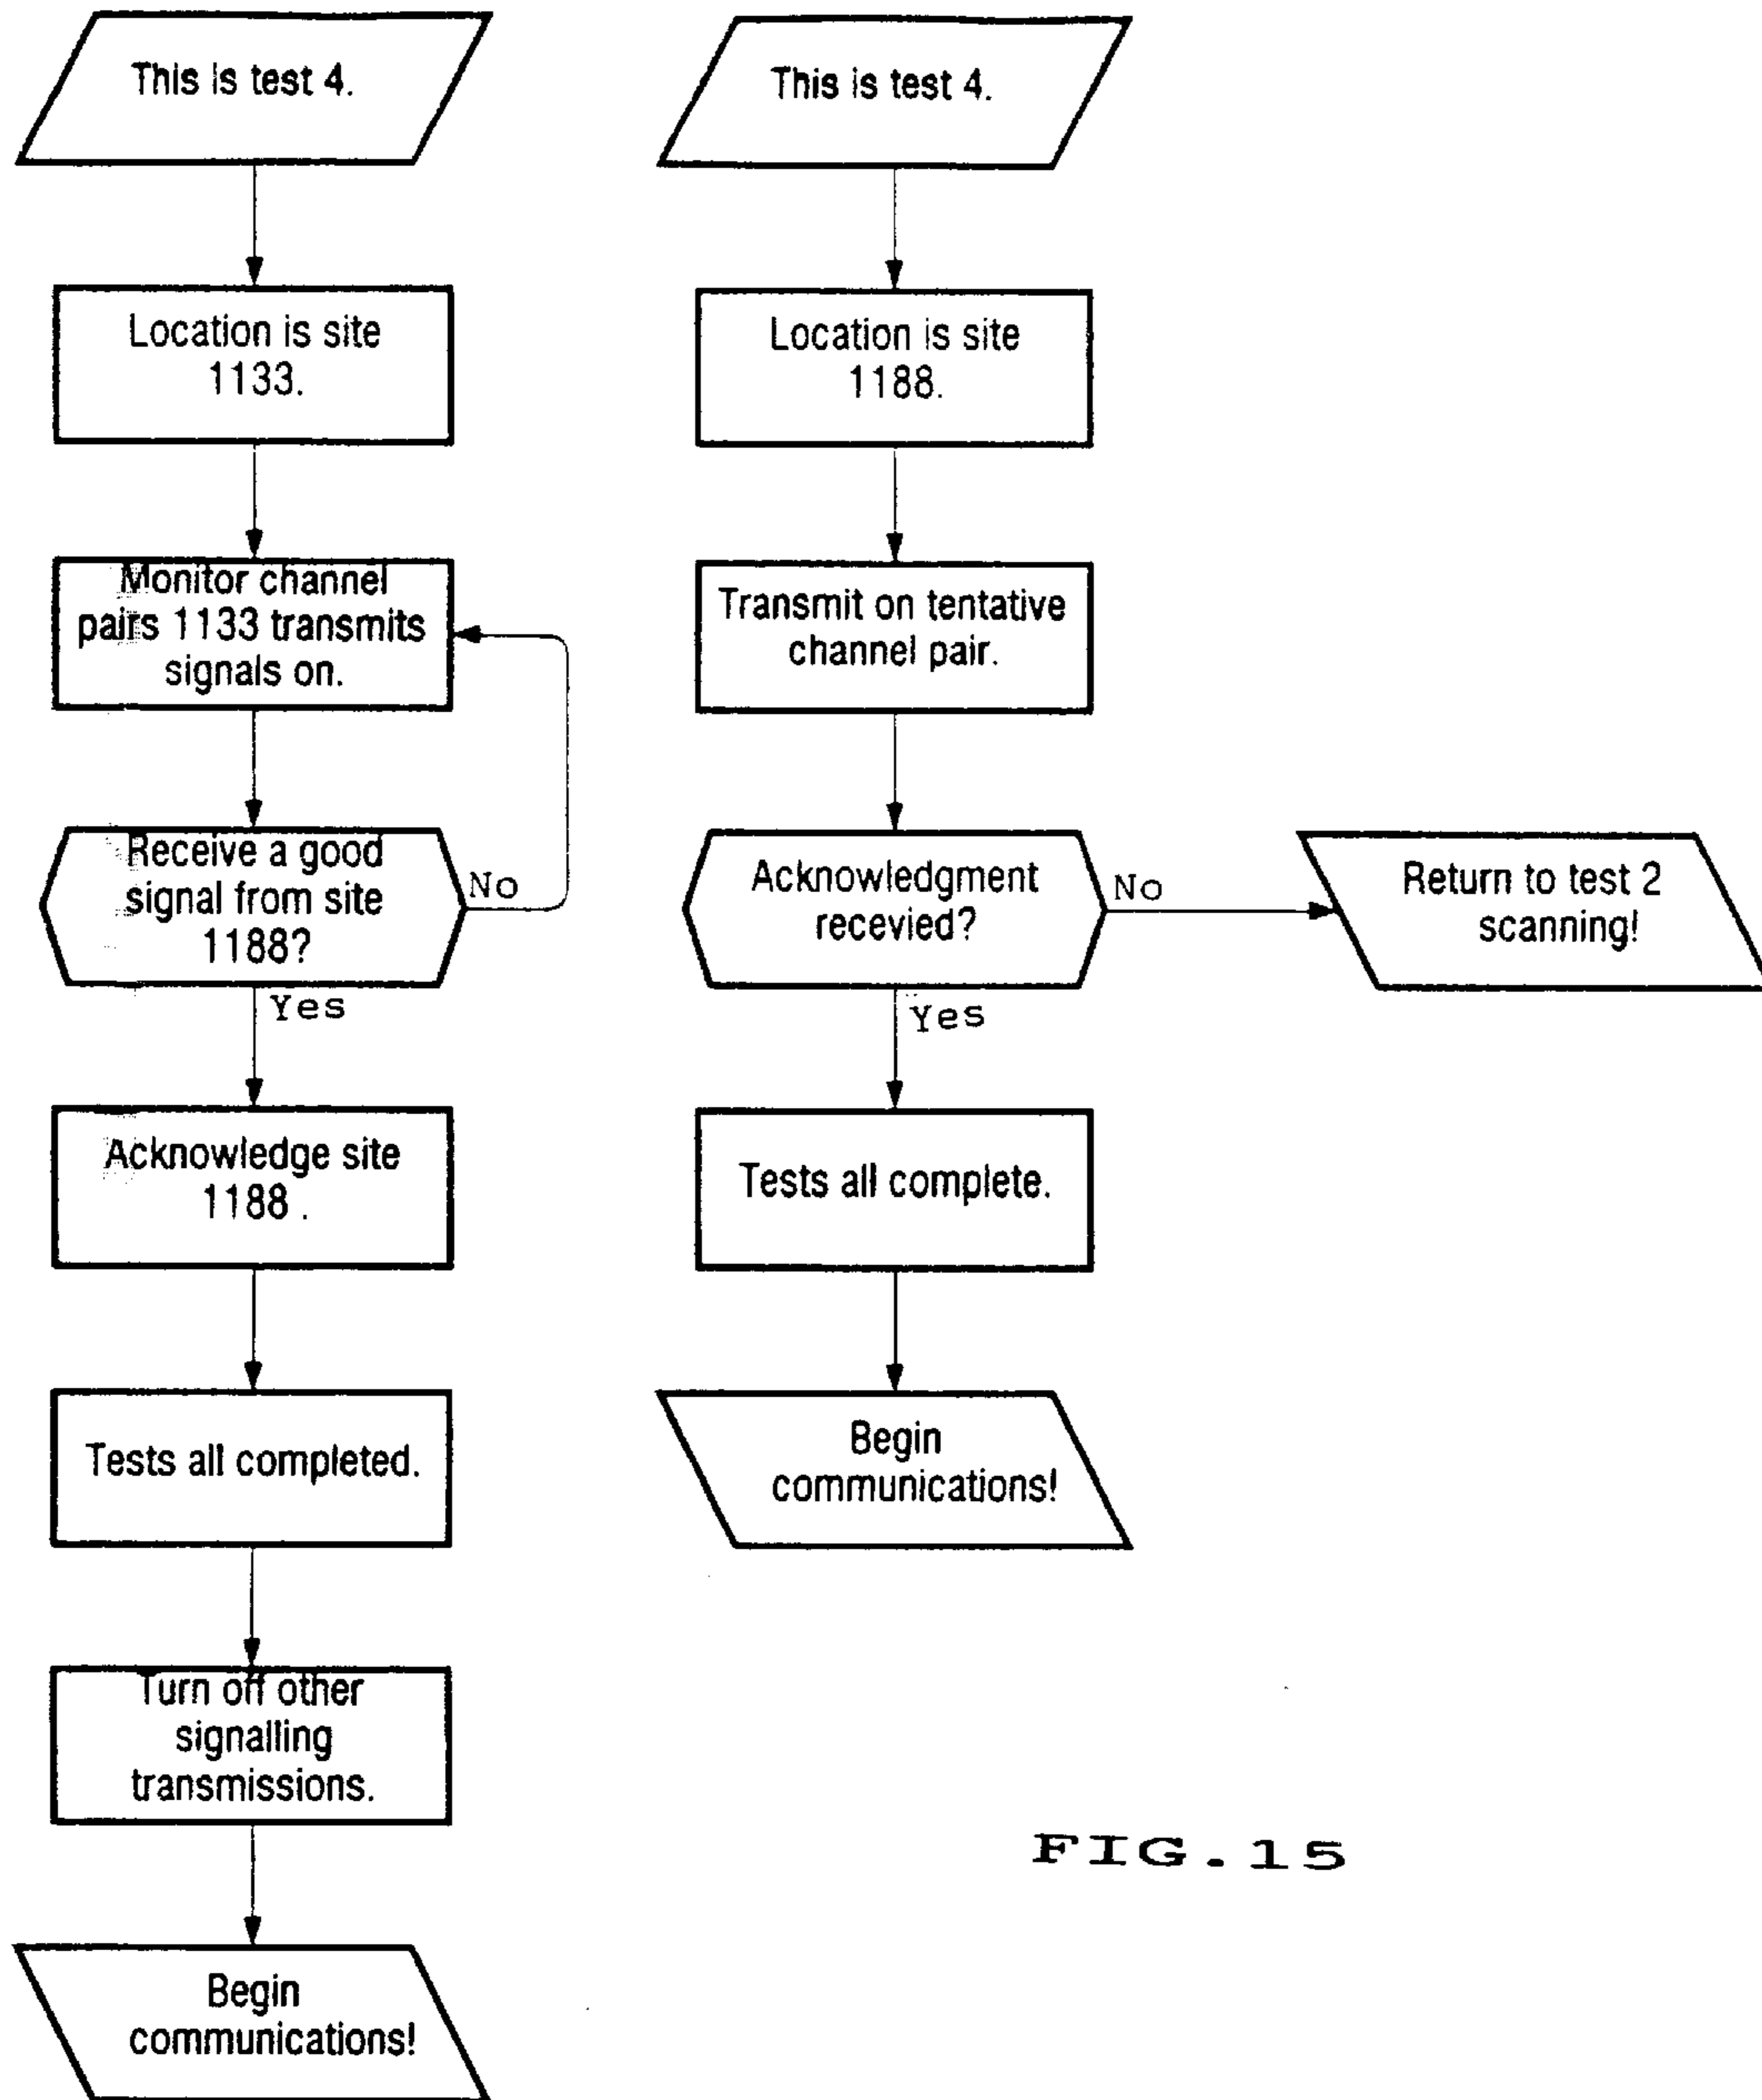 This is test 4.
Location is site
1133.
Monitor channel
pairs 1133 transmits
signals on.
Receive a good
signal from site
1188?
No
Yes
Acknowledge site
1188 .
Tests all completed.
Turn off other
signalling
transmissions.
Begin
communications!
This is test 4.
Location is site
1188.
Transmit on tentative
channel pair.
Acknowledgment
recevied?
No
Return to test 2
scanning!
Yes
Tests all complete.
Begin
communications!
FIG.15